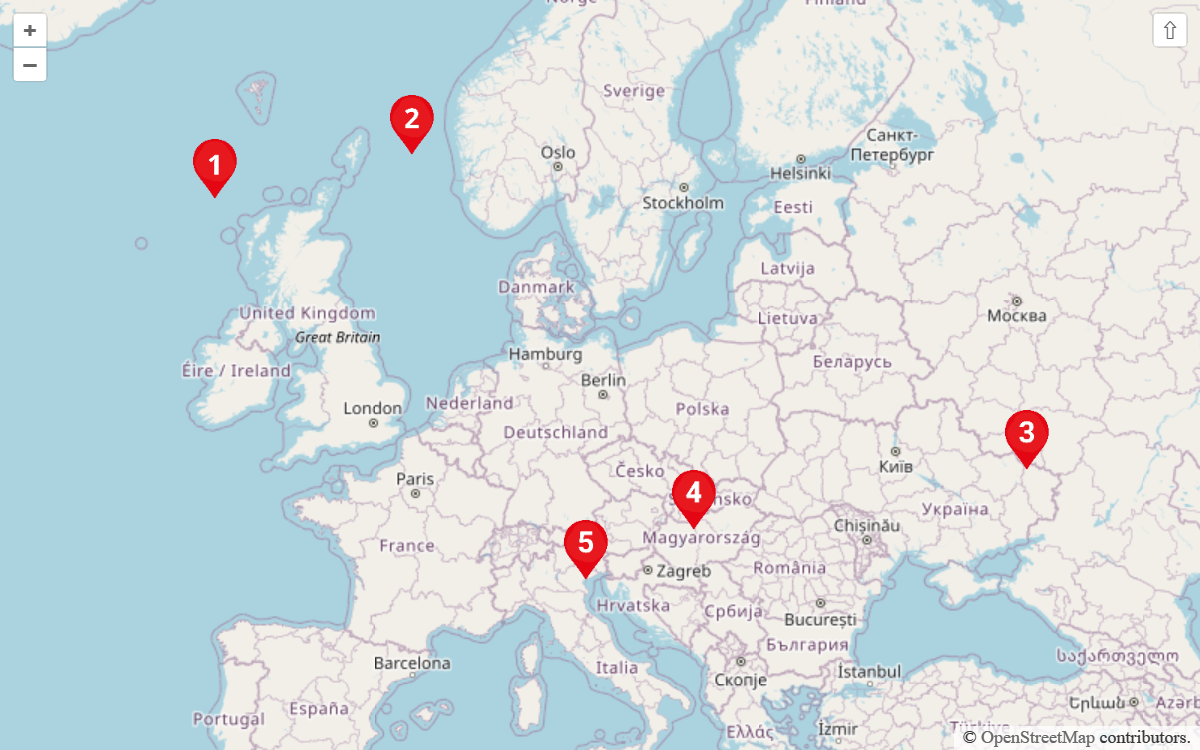 Norge
Finland
+
−
⇧
Sverige
2
1
Санкт-
Петербург
Oslo
Helsinki
Stockholm
Eesti
Latvija
Danmark
Москва
United Kingdom
Lietuva
Great Britain
Hamburg
Беларусь
Éire / Ireland
Berlin
Nederland
London
Polska
3
Deutschland
Київ
Česko
Paris
4
Україна
Chișinău
Magyarország
5
France
România
Zagreb
Hrvatska
Србија
București
България
საქართველო
Barcelona
Italia
İstanbul
Скопје
Երևան
España
Portugal
Ελλάς
İzmir
Türkiye
© OpenStreetMap contributors.